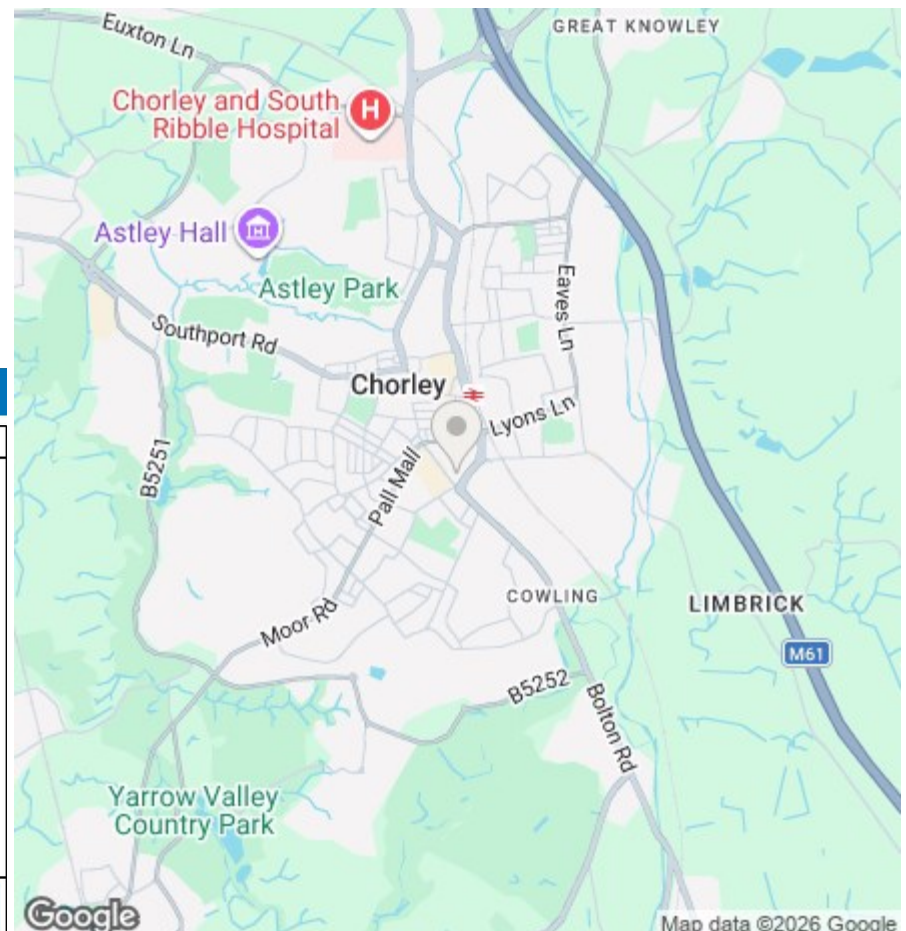 Euxton Ln
GREAT KNOWLEY
Chorley and South
Ribble Hospital
H
Astley Hall
Astley Park
Eaves Ln
Southport Rd
Chorley
Lyons Ln
B5251
Pall Mall
COWLING
LIMBRICK
Moor Rd
M61
B5252
Bolton Rd
Yarrow Valley
Country Park
Google
Map data ©2026 Google